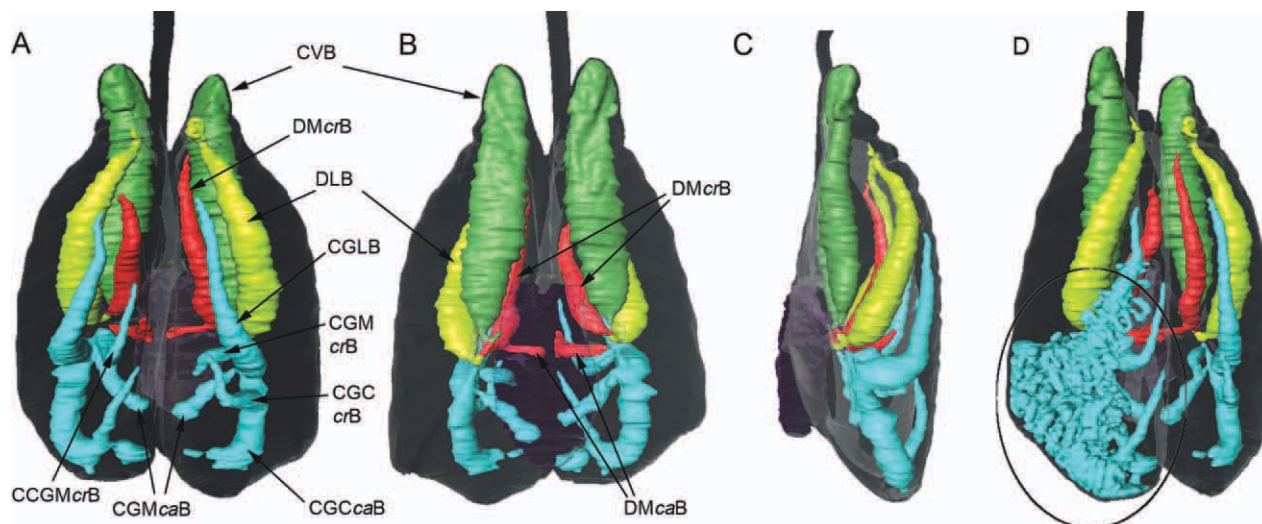 A
B
C
D
CVB
DMcrB
DLB
DMcrB
CGLB
CGM
crB
CGC
crB
CCGMcrB
CGMcaB
CGCcaB
DMcaB